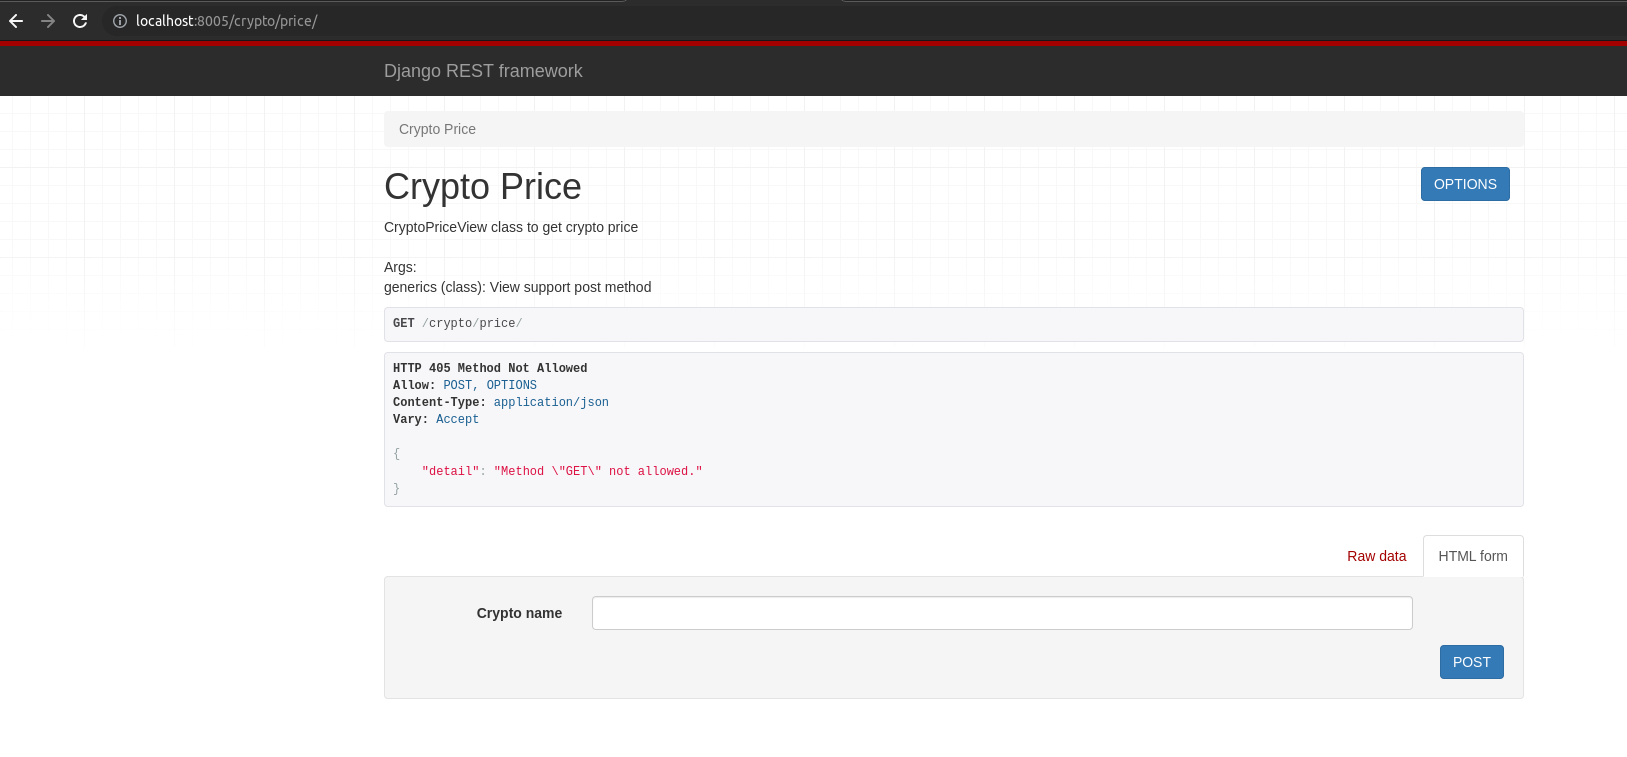 localhost:8005/crypto/price/
Django REST framework
Crypto Price
Crypto Price
OPTIONS
CryptoPriceView class to get crypto price
Args:
generics (class): View support post method
GET /crypto/price/
HTTP 405 Method Not Allowed
Allow: POST, OPTIONS
Content-Type: application/json
Vary: Accept
{
    "detail": "Method \"GET\" not allowed."
}
Raw data
HTML form
Crypto name
POST